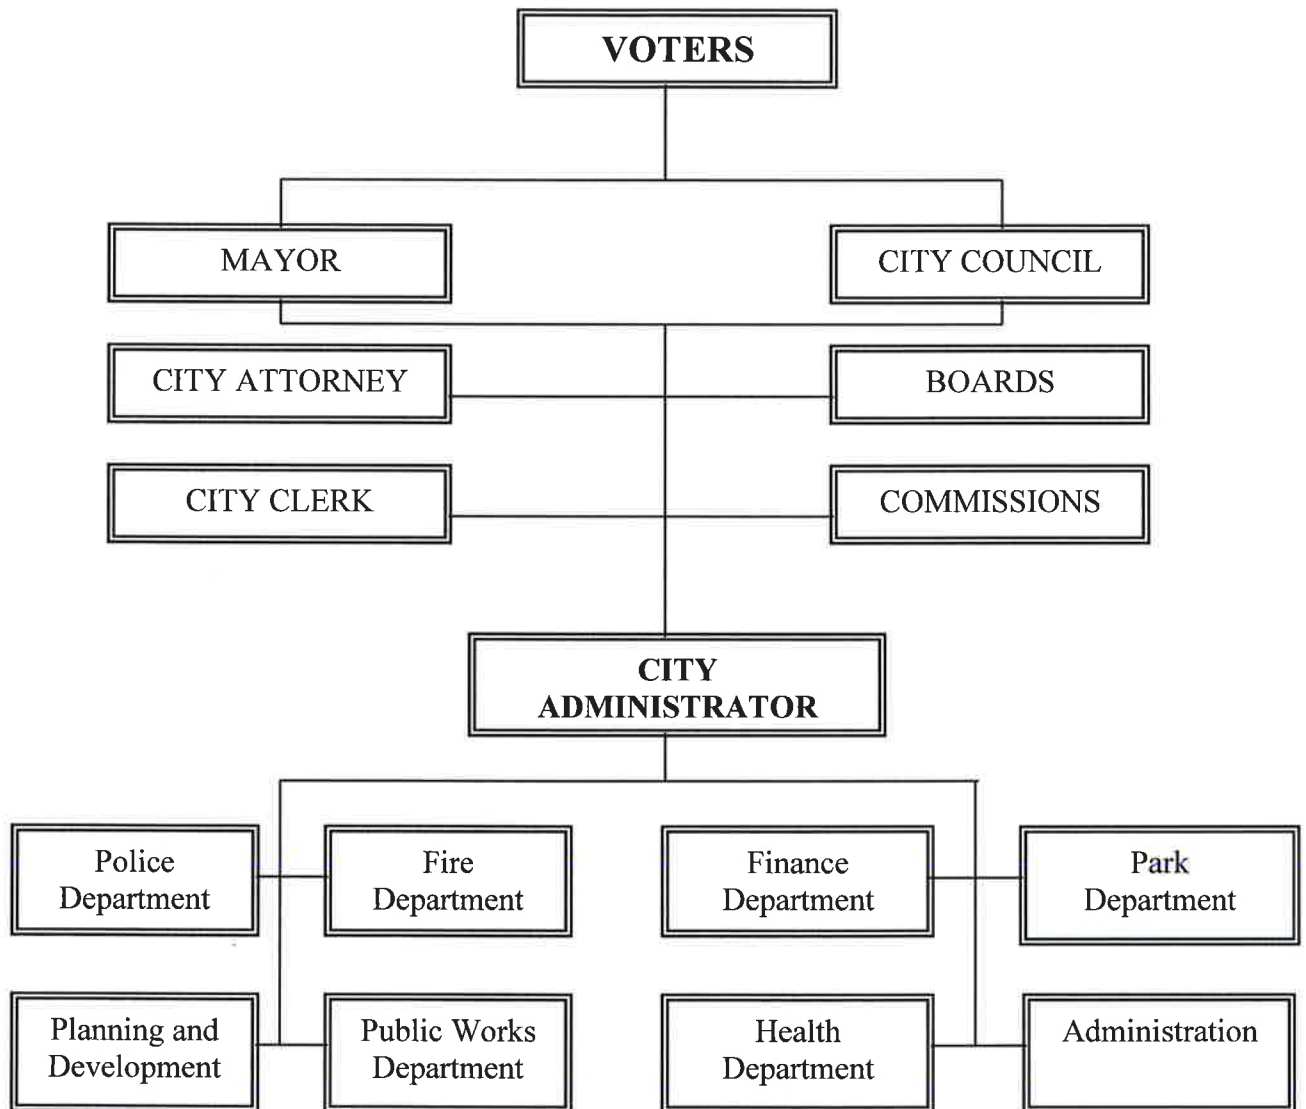 VOTERS
MAYOR
CITY COUNCIL
CITY ATTORNEY
BOARDS
CITY CLERK
COMMISSIONS
CITY
ADMINISTRATOR
Police
Department
Fire
Department
Finance
Department
Park
Department
Planning and
Development
Public Works
Department
Health
Department
Administration